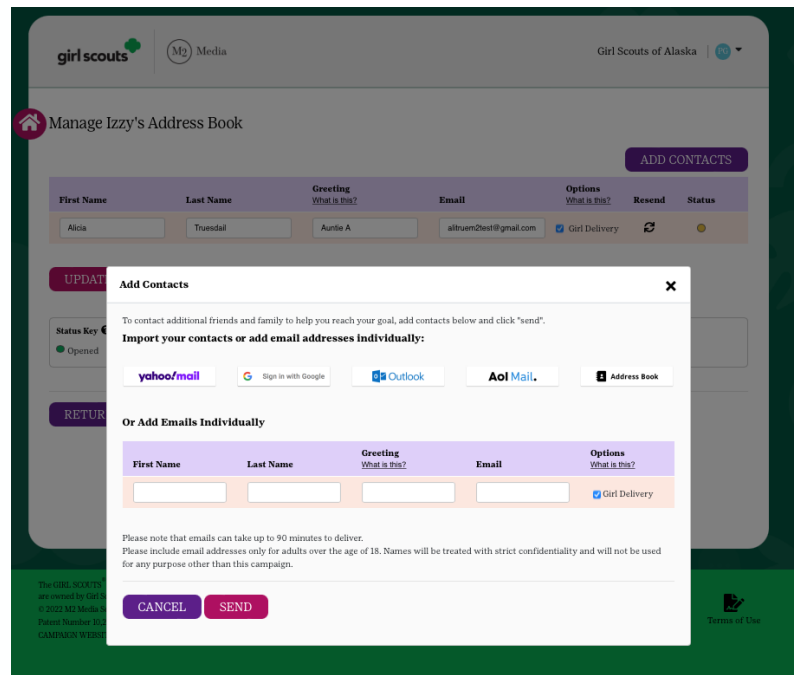 girl scouts
M2 Media
Girl Scouts of Alaska | PG
Manage Izzy's Address Book
ADD CONTACTS
First Name Last Name Greeting What is this? Email Options What is this? Resend Status
Alicia Truesdail Auntie A alitruem2test@gmail.com Girl Delivery
UPDAT
Status Key
Opened
RETUR
Add Contacts
To contact additional friends and family to help you reach your goal, add contacts below and click "send".
Import your contacts or add email addresses individually:
yahoo!mail Sign in with Google Outlook Aol Mail. Address Book
Or Add Emails Individually
First Name Last Name Greeting What is this? Email Options What is this?
Girl Delivery
Please note that emails can take up to 90 minutes to deliver.
Please include email addresses only for adults over the age of 18. Names will be treated with strict confidentiality and will not be used
for any purpose other than this campaign.
CANCEL SEND
The GIRL SCOUTS®
are owned by Girl S
© 2022 M2 Media
Patent Number 10,2
CAMPAIGN WEBSI
Terms of Use